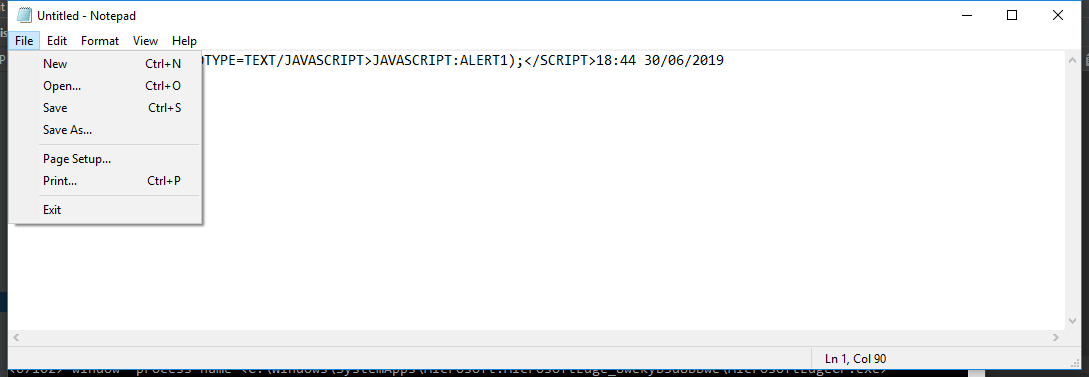 Untitled - Notepad
File Edit Format View Help
TYPE=TEXT/JAVASCRIPT>JAVASCRIPT:ALERT1);</SCRIPT>18:44 30/06/2019
New Ctrl+N
Open... Ctrl+O
Save Ctrl+S
Save As...
Page Setup...
Print... Ctrl+P
Exit
Ln 1, Col 90